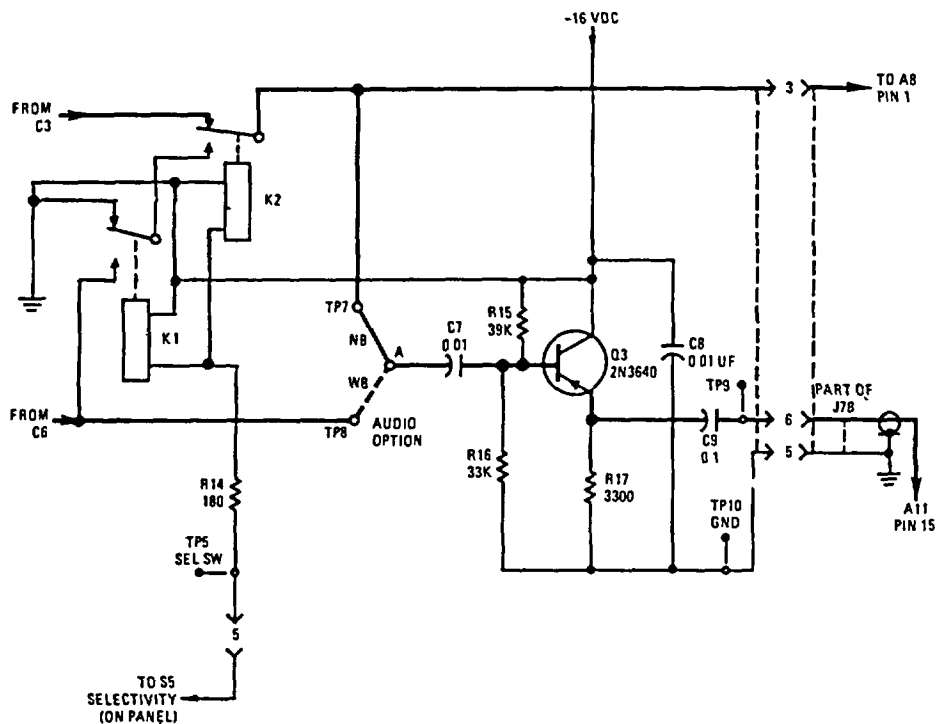 -16 VDC
3
TO A8
PIN 1
FROM
C3
K2
K1
TP7
NB
A
WB
TP8
AUDIO
OPTION
C7
0.01
R15
39K
Q3
2N3640
C8
0.01 UF
TP9
PART OF
J7B
6
5
C9
0.1
FROM
C6
R16
33K
R17
3300
TP10
GND
A11
PIN 15
R14
180
TP5
SEL SW
5
TO S5
SELECTIVITY
(ON PANEL)